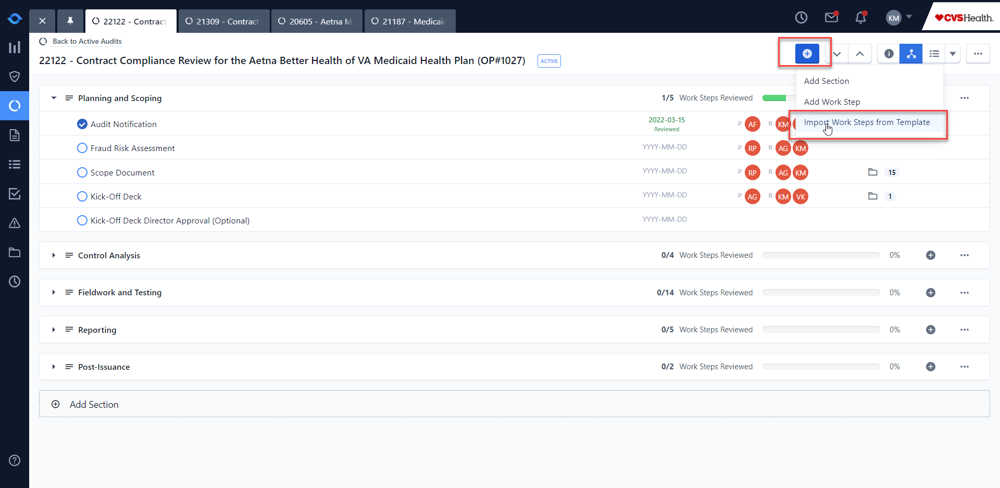 22122 - Contract
21309 - Contract
20605 - Aetna M
21187 - Medicaid
KM
CVSHealth.
Back to Active Audits
22122 - Contract Compliance Review for the Aetna Better Health of VA Medicaid Health Plan (OP#1027)
ACTIVE
Add Section
Add Work Step
Import Work Steps from Template
Planning and Scoping
1/5 Work Steps Reviewed
Audit Notification
2022-03-15
Reviewed
P AF R KM
Fraud Risk Assessment
YYYY-MM-DD
P RP R AG KM
Scope Document
YYYY-MM-DD
P RP R AG KM
15
Kick-Off Deck
YYYY-MM-DD
P AG R KM VK
1
Kick-Off Deck Director Approval (Optional)
YYYY-MM-DD
Control Analysis
0/4 Work Steps Reviewed
0%
Fieldwork and Testing
0/14 Work Steps Reviewed
0%
Reporting
0/5 Work Steps Reviewed
0%
Post-Issuance
0/2 Work Steps Reviewed
0%
Add Section